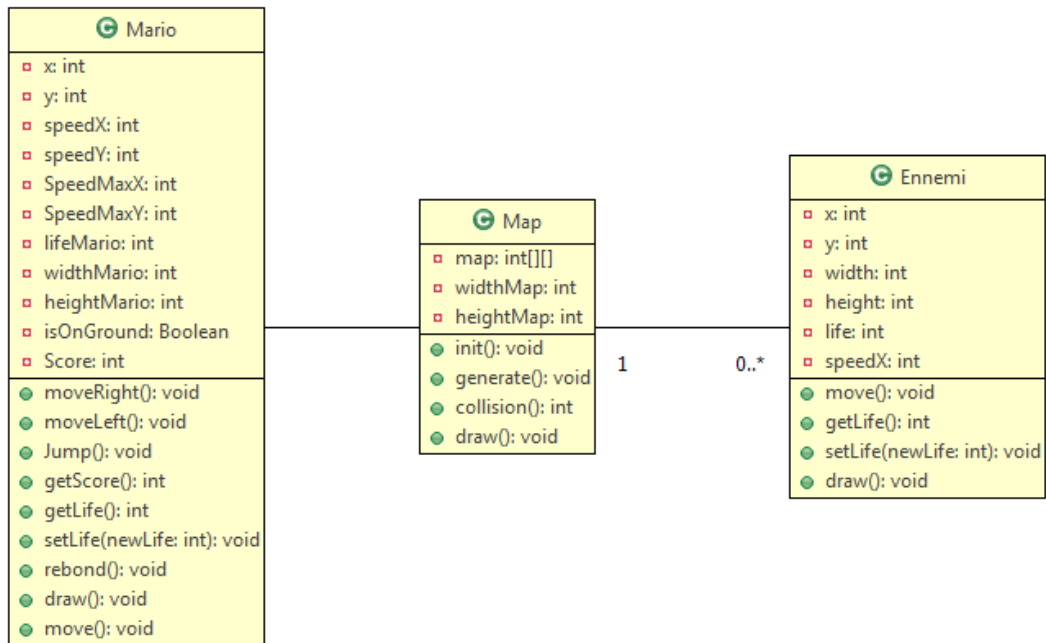 C Mario
x: int
y: int
speedX: int
speedY: int
SpeedMaxX: int
SpeedMaxY: int
lifeMario: int
widthMario: int
heightMario: int
isOnGround: Boolean
Score: int
moveRight(): void
moveLeft(): void
Jump(): void
getScore(): int
getLife(): int
setLife(newLife: int): void
rebond(): void
draw(): void
move(): void
C Map
map: int[][]
widthMap: int
heightMap: int
init(): void
generate(): void
collision(): int
draw(): void
1
0..*
C Ennemi
x: int
y: int
width: int
height: int
life: int
speedX: int
move(): void
getLife(): int
setLife(newLife: int): void
draw(): void